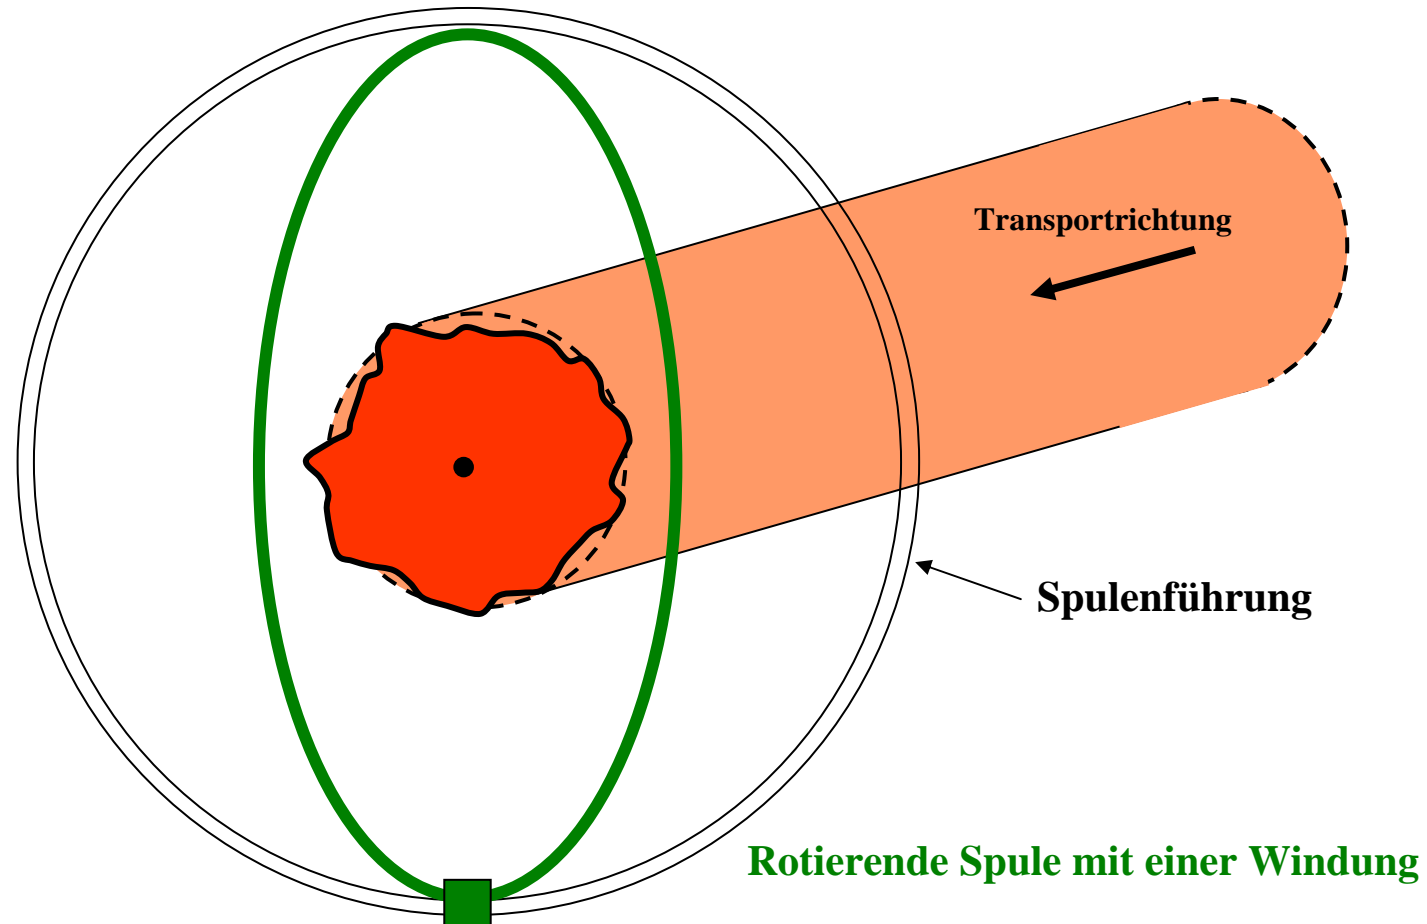 Transportrichtung
Spulenführung
Rotierende Spule mit einer Windung